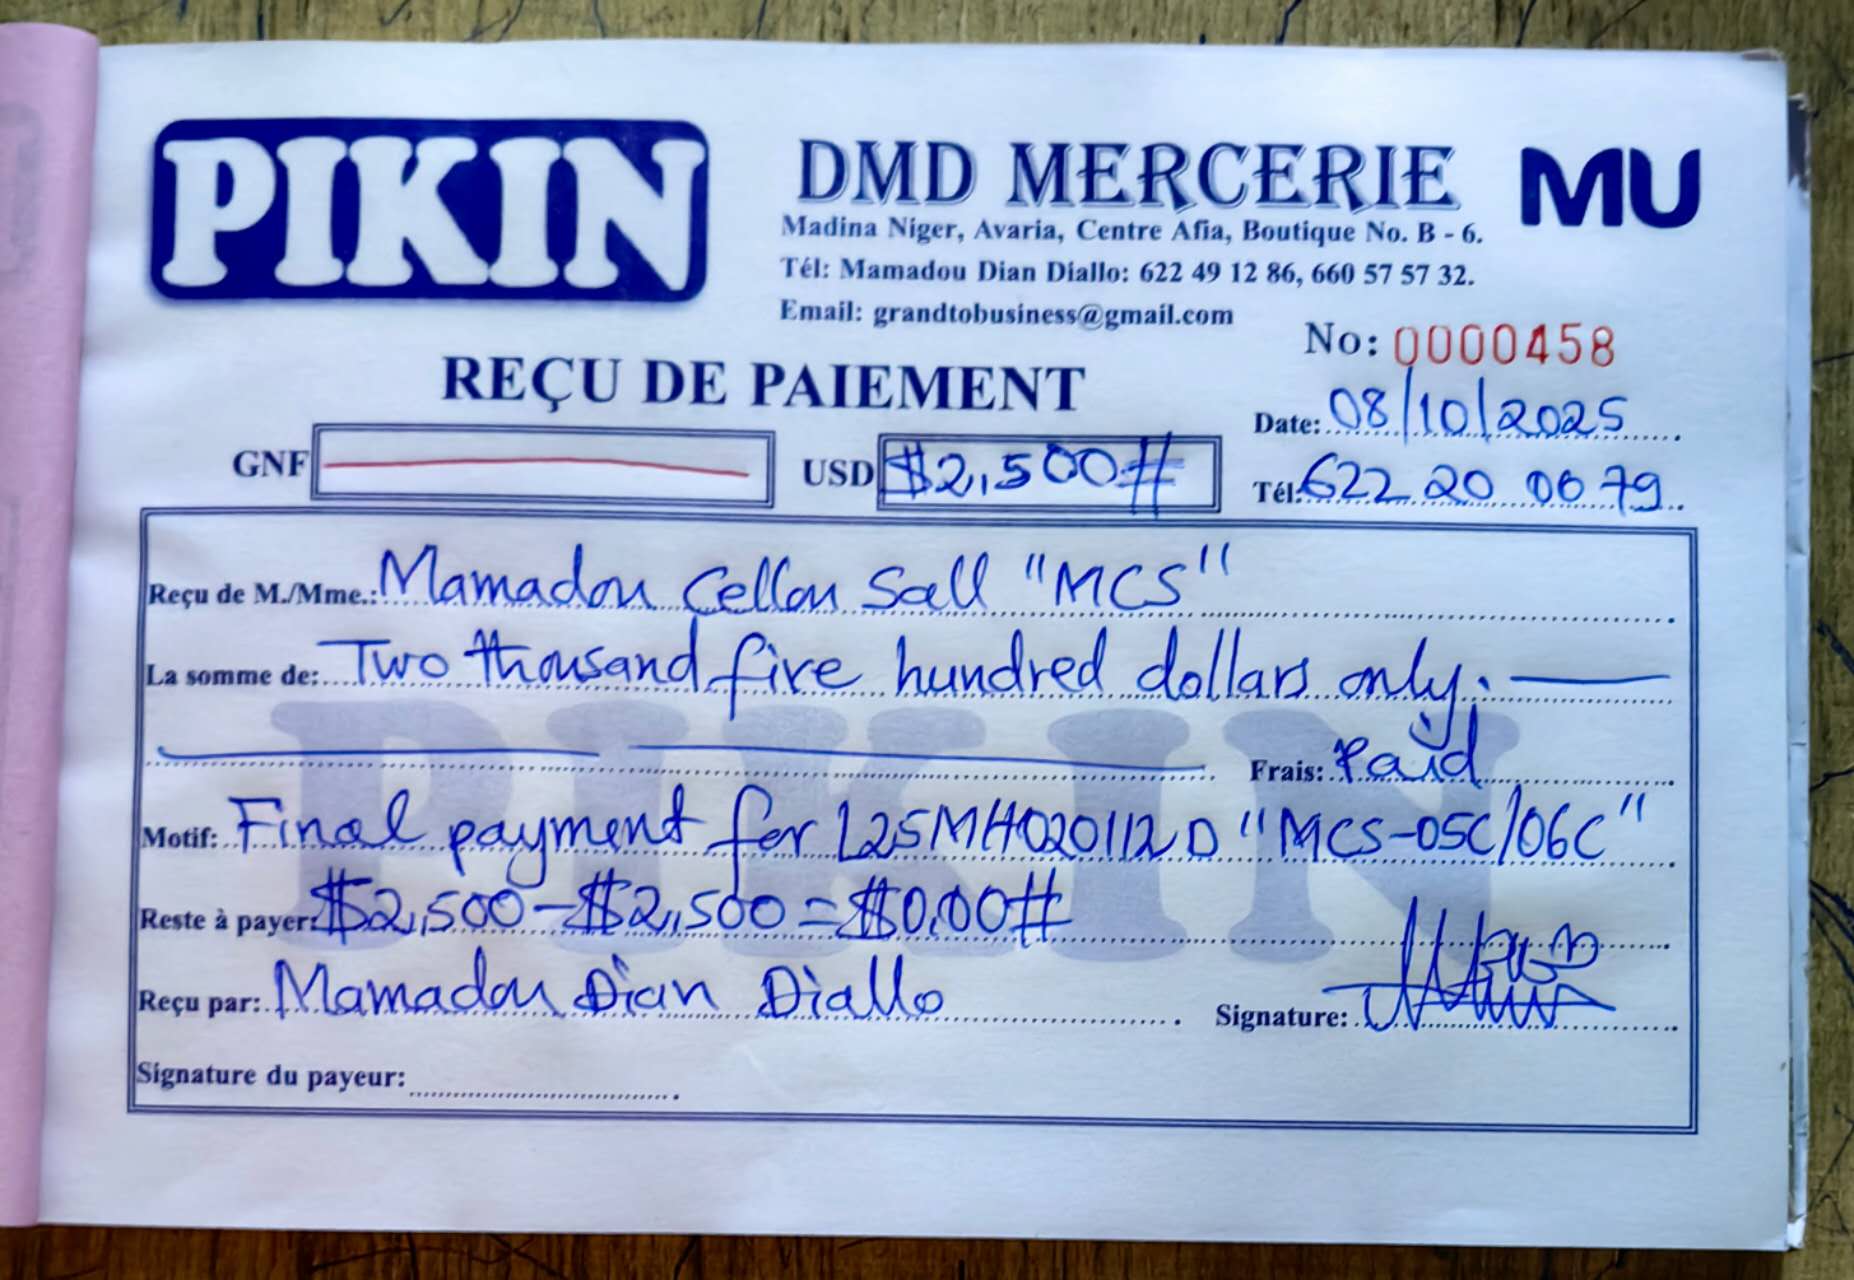 PIKIN
DMD MERCERIE
MU
Madina Niger, Avaria, Centre Afia, Boutique No. B - 6.
Tél: Mamadou Dian Diallo: 622 49 12 86, 660 57 57 32.
Email: grandtobusiness@gmail.com
No: 0000458
REÇU DE PAIEMENT
Date: 08/10/2025
GNF
USD $2,500#
Tél: 622 20 00 79
Reçu de M./Mme.: Mamadou Cellou Sall "MCS"
La somme de: Two thousand five hundred dollars only.
Frais: Paid
Motif: Final payment for L25MH020112D "MCS-05C/06C"
Reste à payer: $2,500-$2,500=$0,00#
Reçu par: Mamadou Dian Diallo
Signature:
Signature du payeur:
PIKIN